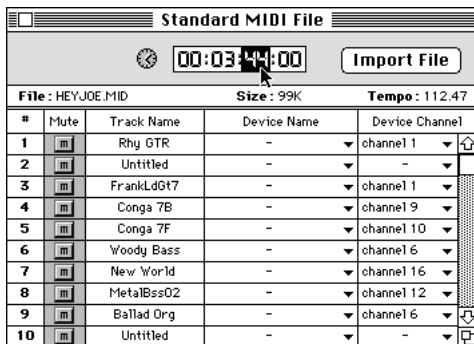 Standard MIDI File
00:03:44:00 Import File
File: HEYJOE.MID Size: 99K Tempo: 112.47
# Mute Track Name Device Name Device Channel
1 m Rhy GTR - channel 1
2 m Untitled - -
3 m FrankLdGt7 - channel 1
4 m Conga 7B - channel 9
5 m Conga 7F - channel 10
6 m Woody Bass - channel 6
7 m New World - channel 16
8 m MetalBss02 - channel 12
9 m Ballad Org - channel 6
10 m Untitled - -